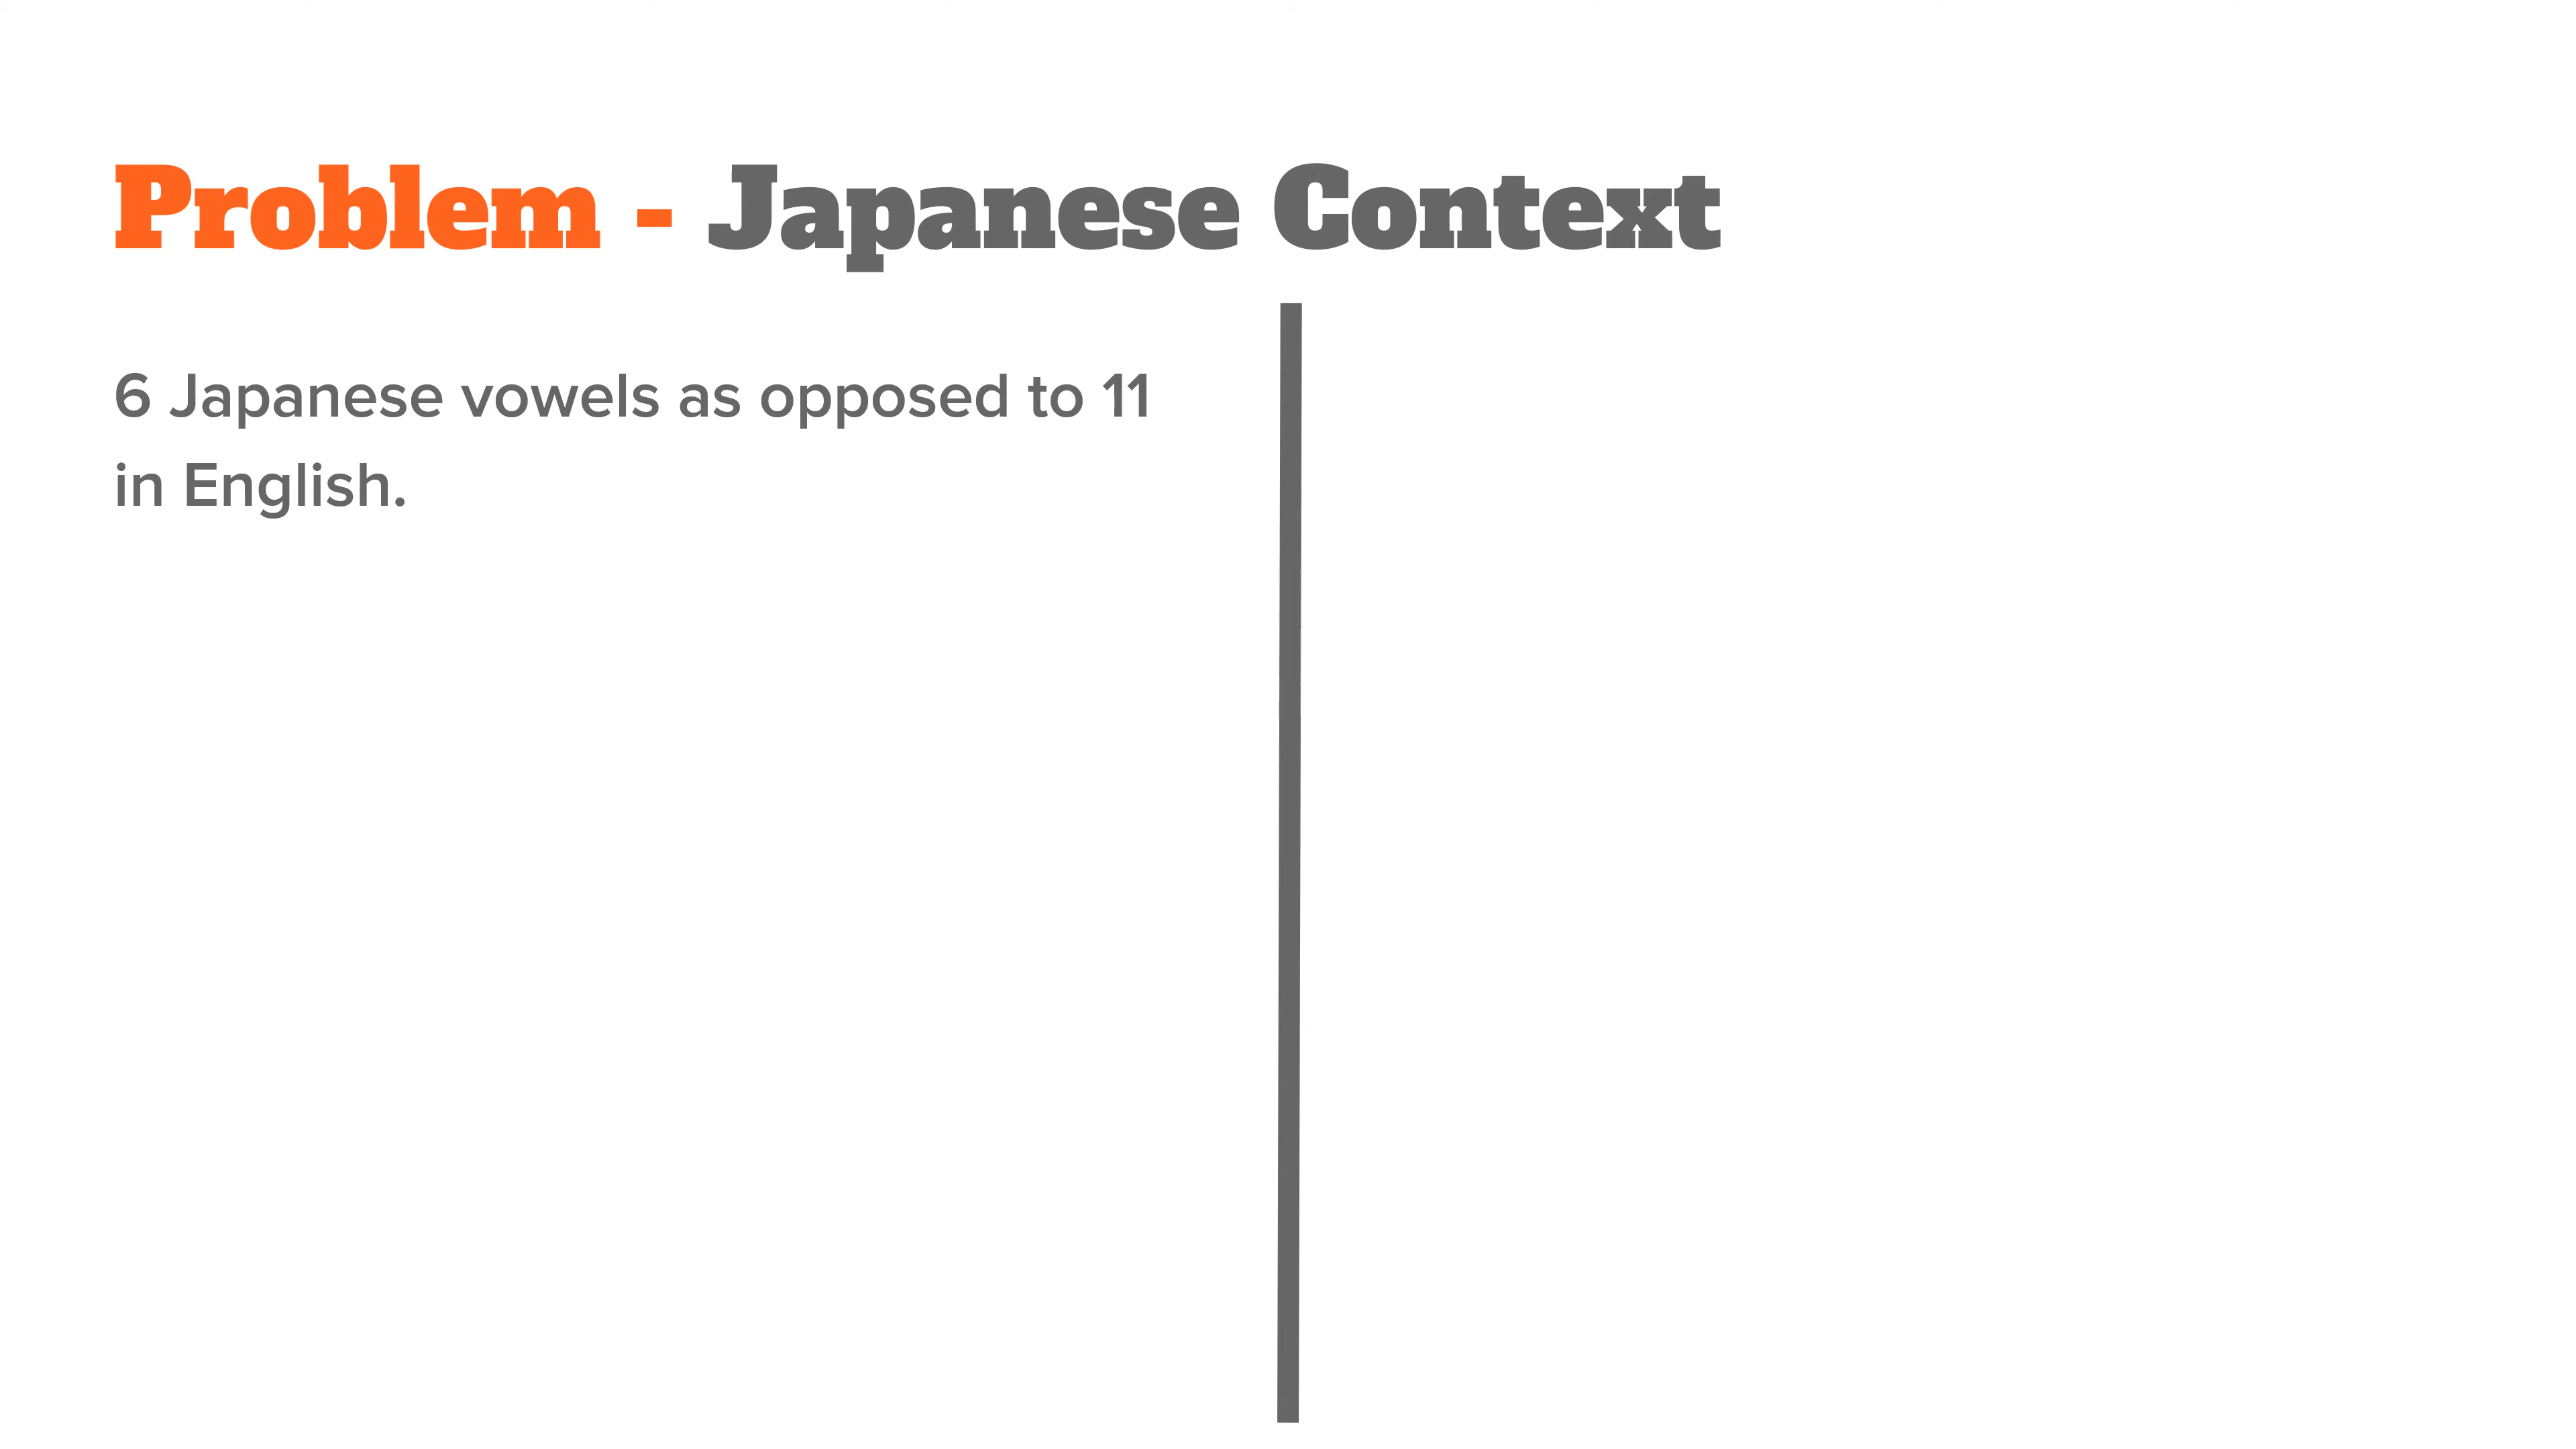 Problem - Japanese Context
6 Japanese vowels as opposed to 11
in English.